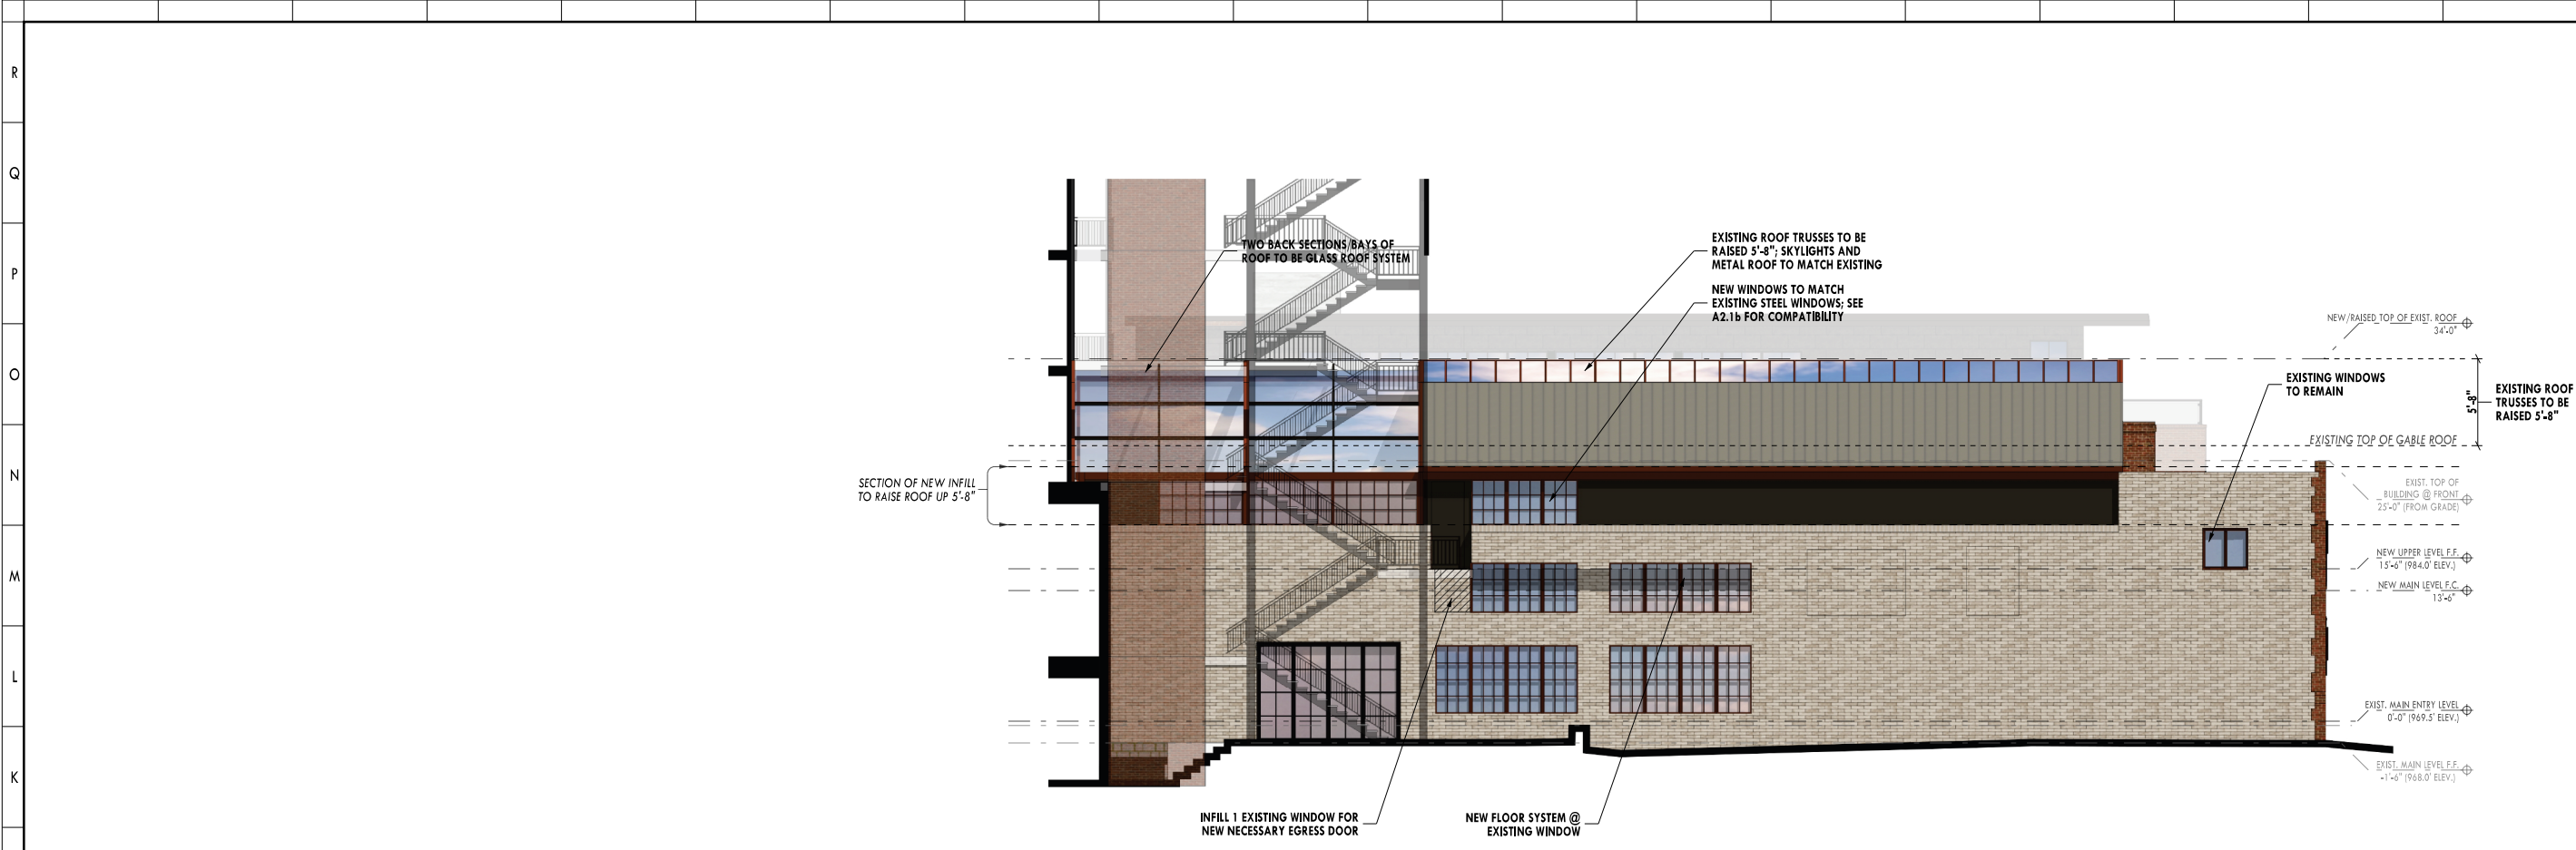 R
Q
P
O
N
M
L
K
TWO BACK SECTIONS/BAYS OF
ROOF TO BE GLASS ROOF SYSTEM
EXISTING ROOF TRUSSES TO BE
RAISED 5'-8"; SKYLIGHTS AND
METAL ROOF TO MATCH EXISTING
NEW WINDOWS TO MATCH
EXISTING STEEL WINDOWS; SEE
A2.1b FOR COMPATIBILITY
NEW/RAISED TOP OF EXIST. ROOF
34'-0"
EXISTING WINDOWS
TO REMAIN
5'-8"
EXISTING ROOF
TRUSSES TO BE
RAISED 5'-8"
EXISTING TOP OF GABLE ROOF
SECTION OF NEW INFILL
TO RAISE ROOF UP 5'-8"
EXIST. TOP OF
BUILDING @ FRONT
25'-0" (FROM GRADE)
NEW UPPER LEVEL F.F.
15'-6" (984.0' ELEV.)
NEW MAIN LEVEL F.C.
13'-6"
EXIST. MAIN ENTRY LEVEL
0'-0" (969.5' ELEV.)
EXIST. MAIN LEVEL F.F.
-1'-6" (968.0' ELEV.)
INFILL 1 EXISTING WINDOW FOR
NEW NECESSARY EGRESS DOOR
NEW FLOOR SYSTEM @
EXISTING WINDOW